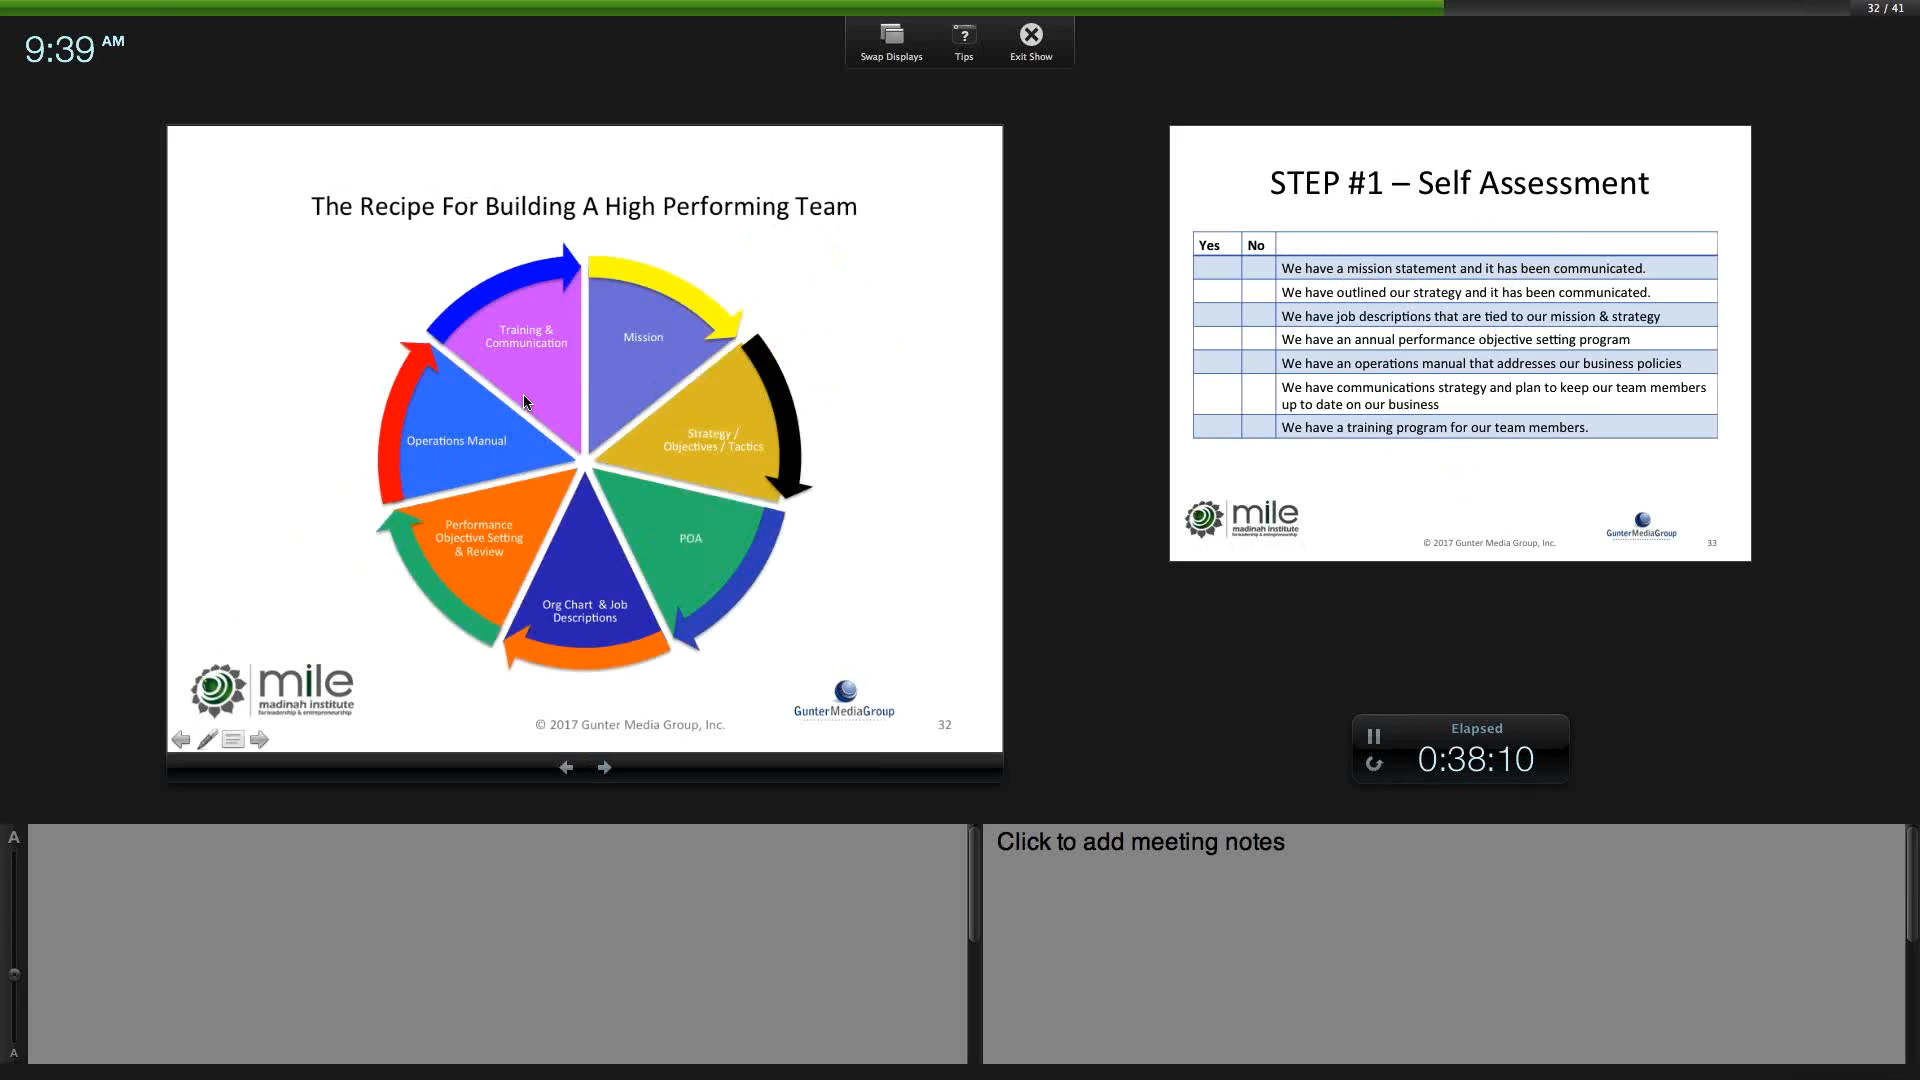 32 / 41
9:39 AM
Swap Displays
Tips
Exit Show
The Recipe For Building A High Performing Team
Training &
Communication
Mission
Strategy /
Objectives / Tactics
Operations Manual
Performance
Objective Setting
& Review
POA
Org Chart & Job
Descriptions
mile
madinah institute
for leadership & entrepreneurship
GunterMediaGroup
© 2017 Gunter Media Group, Inc.
32
STEP #1 – Self Assessment
Yes No
We have a mission statement and it has been communicated.
We have outlined our strategy and it has been communicated.
We have job descriptions that are tied to our mission & strategy
We have an annual performance objective setting program
We have an operations manual that addresses our business policies
We have communications strategy and plan to keep our team members
up to date on our business
We have a training program for our team members.
mile
madinah institute
for leadership & entrepreneurship
GunterMediaGroup
© 2017 Gunter Media Group, Inc.
33
Elapsed
0:38:10
A
A
Click to add meeting notes